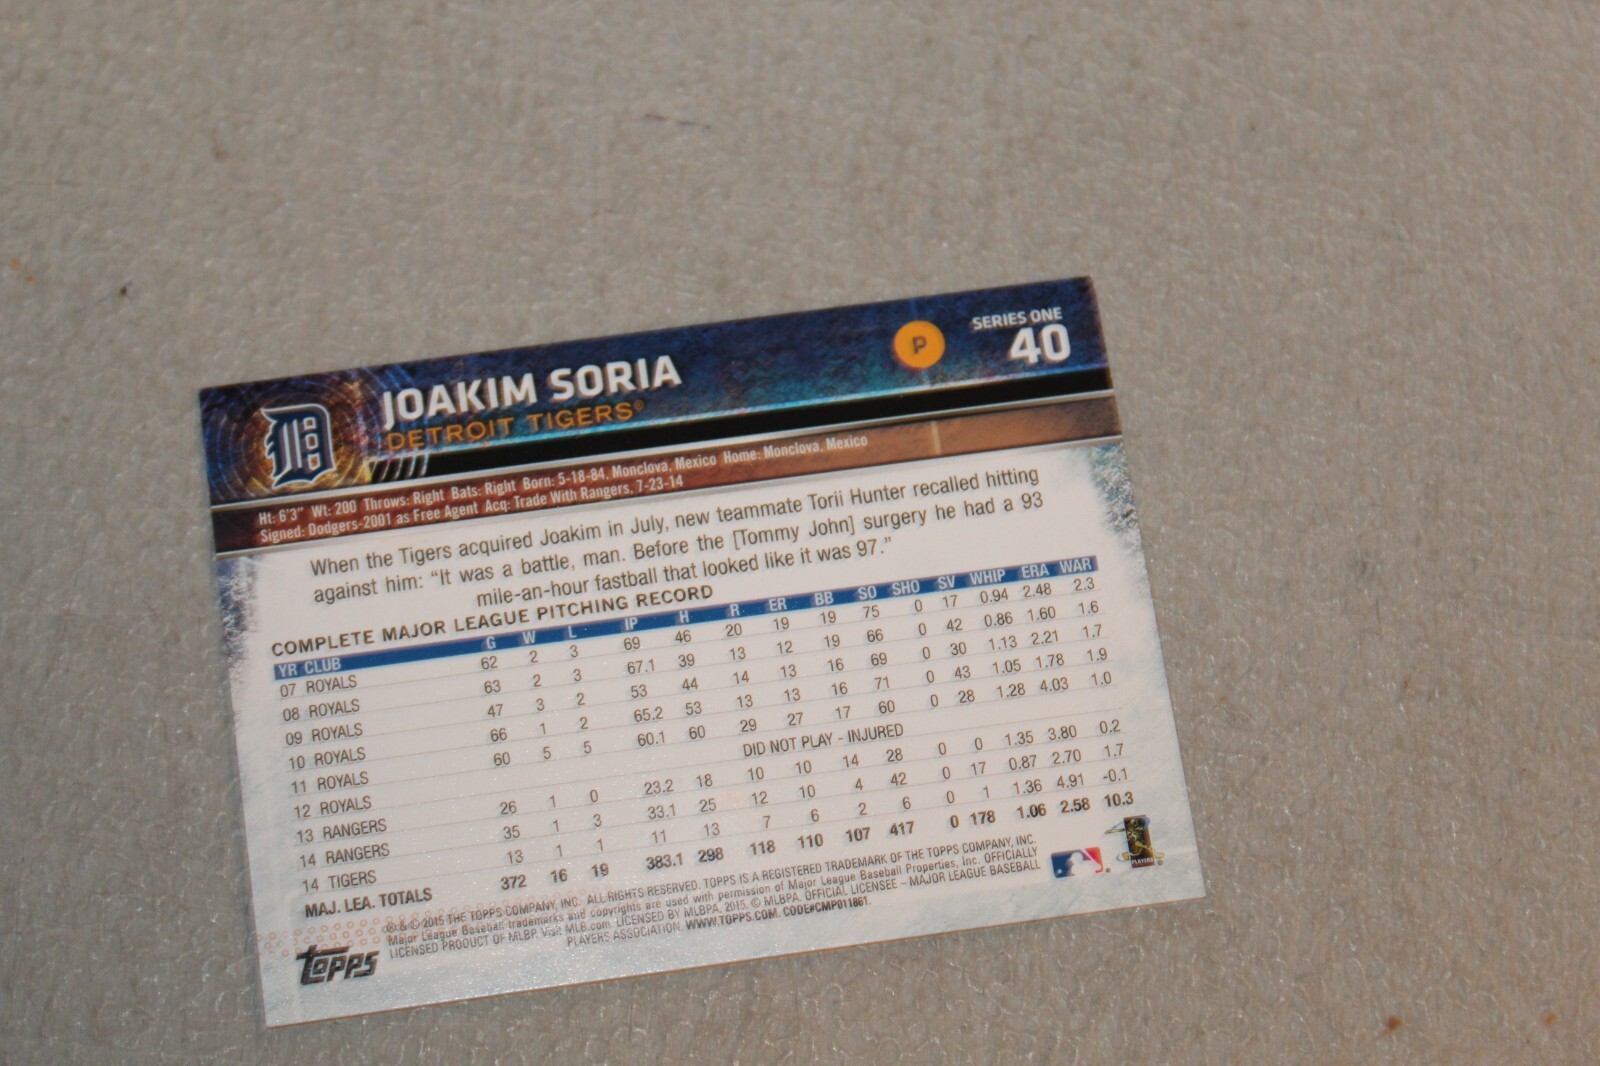 SERIES ONE
JOAKIM SORIA P 40
DETROIT TIGERS®
Ht: 6'3" Wt: 200 Throws: Right Bats: Right Born: 5-18-84, Monclova, Mexico Home: Monclova, Mexico
Signed: Dodgers-2001 as Free Agent Acq: Trade With Rangers, 7-23-14
When the Tigers acquired Joakim in July, new teammate Torii Hunter recalled hitting
against him: “It was a battle, man. Before the [Tommy John] surgery he had a 93
mile-an-hour fastball that looked like it was 97.”
COMPLETE MAJOR LEAGUE PITCHING RECORD
YR CLUB G W L IP H R ER BB SO SHO SV WHIP ERA WAR
07 ROYALS 62 2 3 69 46 20 19 19 75 0 17 0.94 2.48 2.3
08 ROYALS 63 2 3 67.1 39 13 12 19 66 0 42 0.86 1.60 1.6
09 ROYALS 47 3 2 53 44 14 13 16 69 0 30 1.13 2.21 1.7
10 ROYALS 66 1 2 65.2 53 13 13 16 71 0 43 1.05 1.78 1.9
11 ROYALS 60 5 5 60.1 60 29 27 17 60 0 28 1.28 4.03 1.0
12 ROYALS DID NOT PLAY - INJURED
13 RANGERS 26 1 0 23.2 18 10 10 14 28 0 0 1.35 3.80 0.2
14 RANGERS 35 1 3 33.1 25 12 10 4 42 0 17 0.87 2.70 1.7
14 TIGERS 13 1 1 11 13 7 6 2 6 0 1 1.36 4.91 -0.1
MAJ. LEA. TOTALS 372 16 19 383.1 298 118 110 107 417 0 178 1.06 2.58 10.3
® & © 2015 THE TOPPS COMPANY, INC. ALL RIGHTS RESERVED. TOPPS IS A REGISTERED TRADEMARK OF THE TOPPS COMPANY, INC.
Major League Baseball trademarks and copyrights are used with permission of Major League Baseball Properties, Inc. OFFICIALLY
LICENSED PRODUCT OF MLBP. Visit MLB.com. LICENSED BY MLBPA, 2015. © MLBPA. OFFICIAL LICENSEE – MAJOR LEAGUE BASEBALL
PLAYERS ASSOCIATION. WWW.TOPPS.COM. CODE#CMP011861.
Topps
PLAYERS